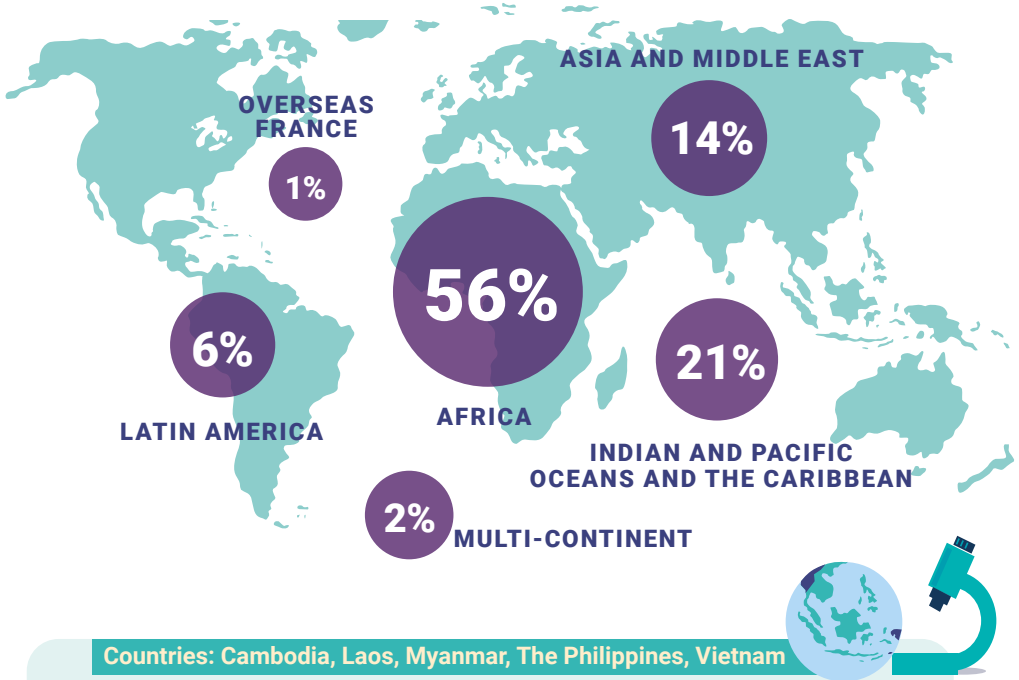 ASIA AND MIDDLE EAST
14%
OVERSEAS
FRANCE
1%
56%
AFRICA
6%
LATIN AMERICA
21%
INDIAN AND PACIFIC
OCEANS AND THE CARIBBEAN
2%
MULTI-CONTINENT
Countries: Cambodia, Laos, Myanmar, The Philippines, Vietnam